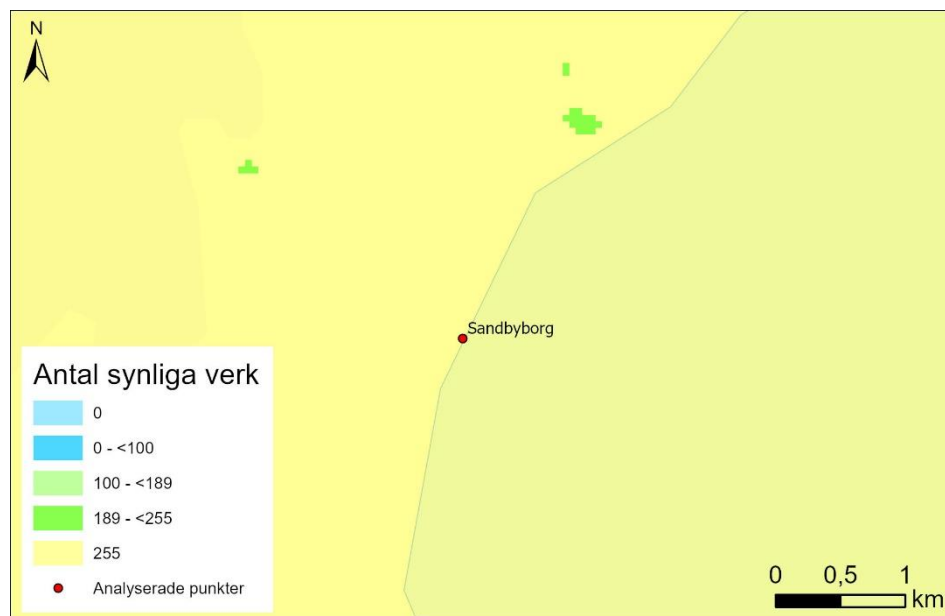 N
Sandbyborg
Antal synliga verk
0
0 - <100
100 - <189
189 - <255
255
Analyserade punkter
0 0,5 1
km